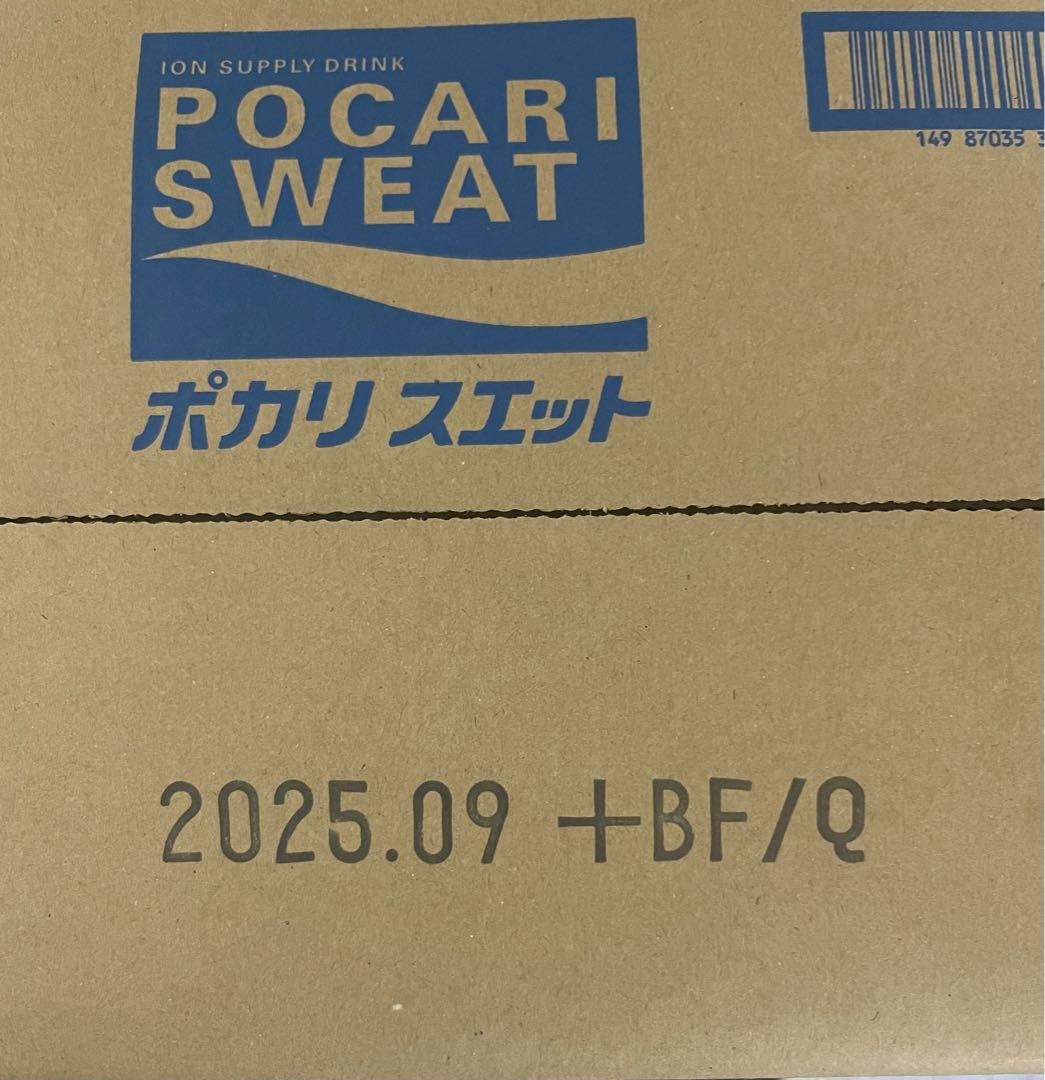 ION SUPPLY DRINK
POCARI
SWEAT
149 87035
ポカリ スエット
2025.09 +BF/Q